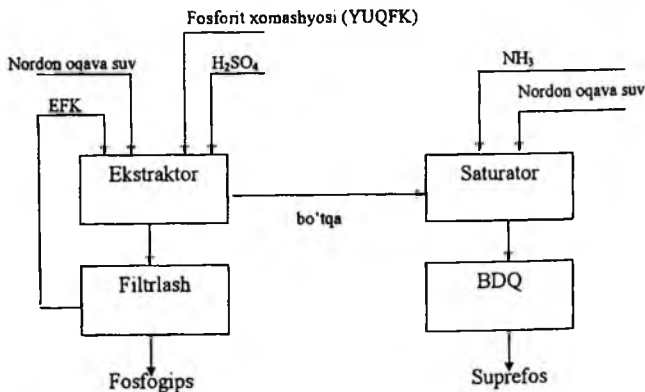 Fosforit xomashyosi (YUQFK)
Nordon oqava suv
H₂SO₄
EFK
NH₃
Nordon oqava suv
Ekstraktor
Saturator
bo'tqa
Filtrlash
BDQ
Fosfogips
Suprefos